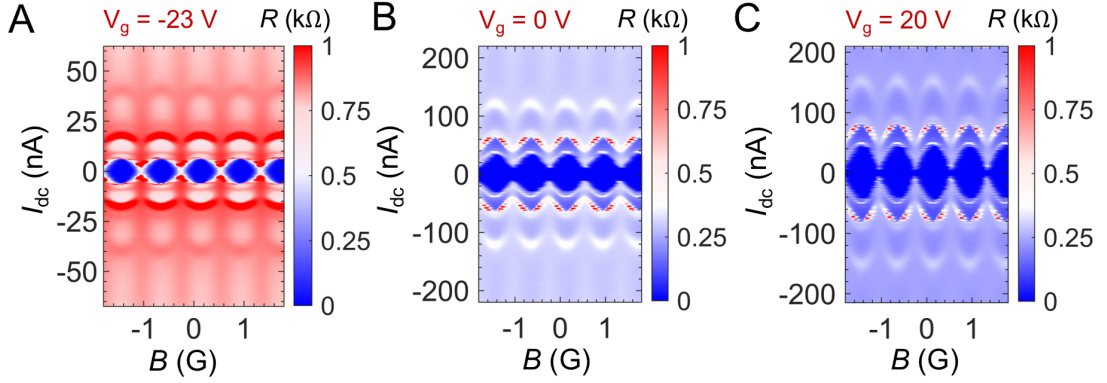 A
V_g = -23 V
R (kΩ)
50
25
0
-25
-50
I_dc (nA)
-1 0 1
B (G)
1
0.75
0.5
0.25
0
B
V_g = 0 V
R (kΩ)
200
100
0
-100
-200
I_dc (nA)
-1 0 1
B (G)
1
0.75
0.5
0.25
0
C
V_g = 20 V
R (kΩ)
200
100
0
-100
-200
I_dc (nA)
-1 0 1
B (G)
1
0.75
0.5
0.25
0